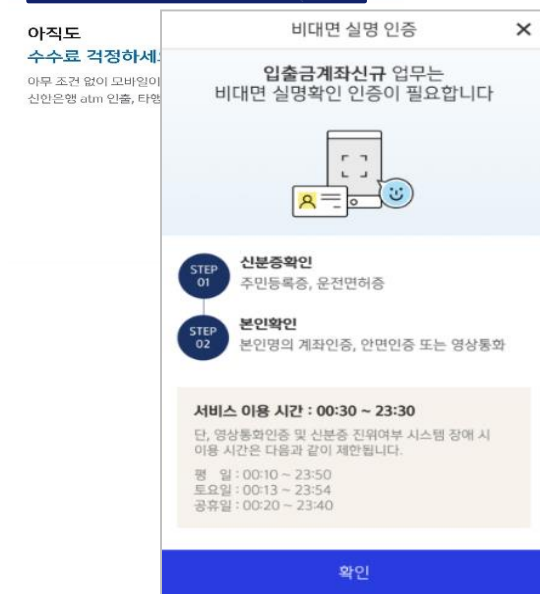 아직도
수수료 걱정하세
아무 조건 없이 모바일이
신한은행 atm 인출, 타행
비대면 실명 인증
입출금계좌신규 업무는
비대면 실명확인 인증이 필요합니다
STEP 01
신분증확인
주민등록증, 운전면허증
STEP 02
본인확인
본인명의 계좌인증, 안면인증 또는 영상통화
서비스 이용 시간 : 00:30 ~ 23:30
단, 영상통화인증 및 신분증 진위여부 시스템 장애 시
이용 시간은 다음과 같이 제한됩니다.
평 일 : 00:10 ~ 23:50
토요일 : 00:13 ~ 23:54
공휴일 : 00:20 ~ 23:40
확인